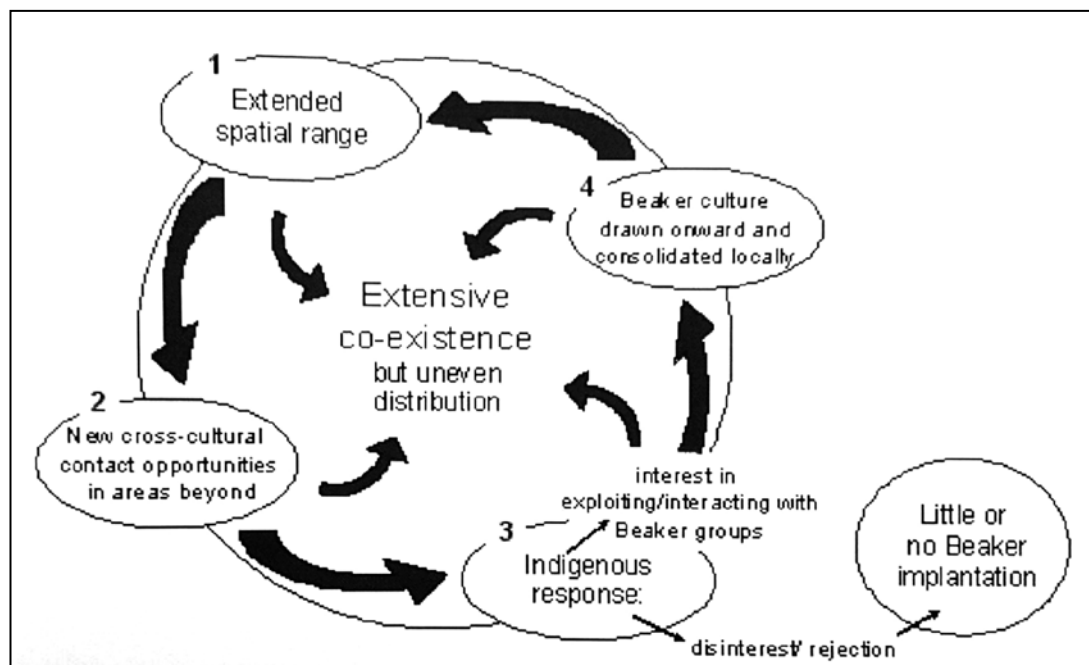 1
Extended
spatial range
4
Beaker culture
drawn onward and
consolidated locally
Extensive
co-existence
but uneven
distribution
2
New cross-cultural
contact opportunities
in areas beyond
interest in
exploiting/interacting with
Beaker groups
3
Indigenous
response:
disinterest/ rejection
Little or
no Beaker
implantation